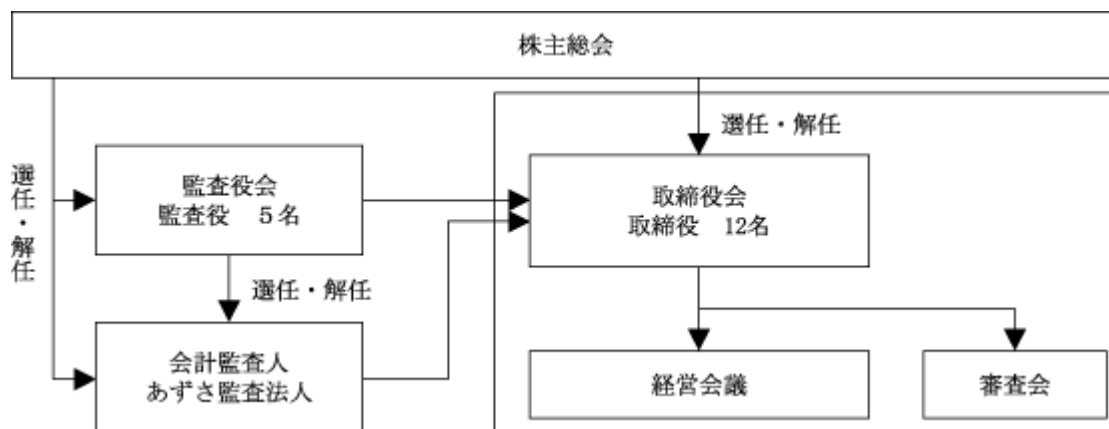 株主総会
選任・解任
選任・解任
監査役会
監査役　５名
取締役会
取締役　12名
選任・解任
会計監査人
あずさ監査法人
経営会議
審査会